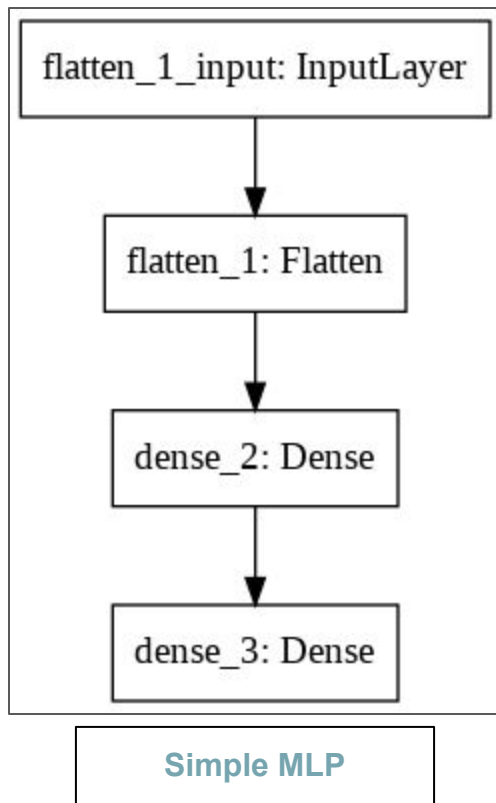 flatten_1_input: InputLayer
flatten_1: Flatten
dense_2: Dense
dense_3: Dense
Simple MLP